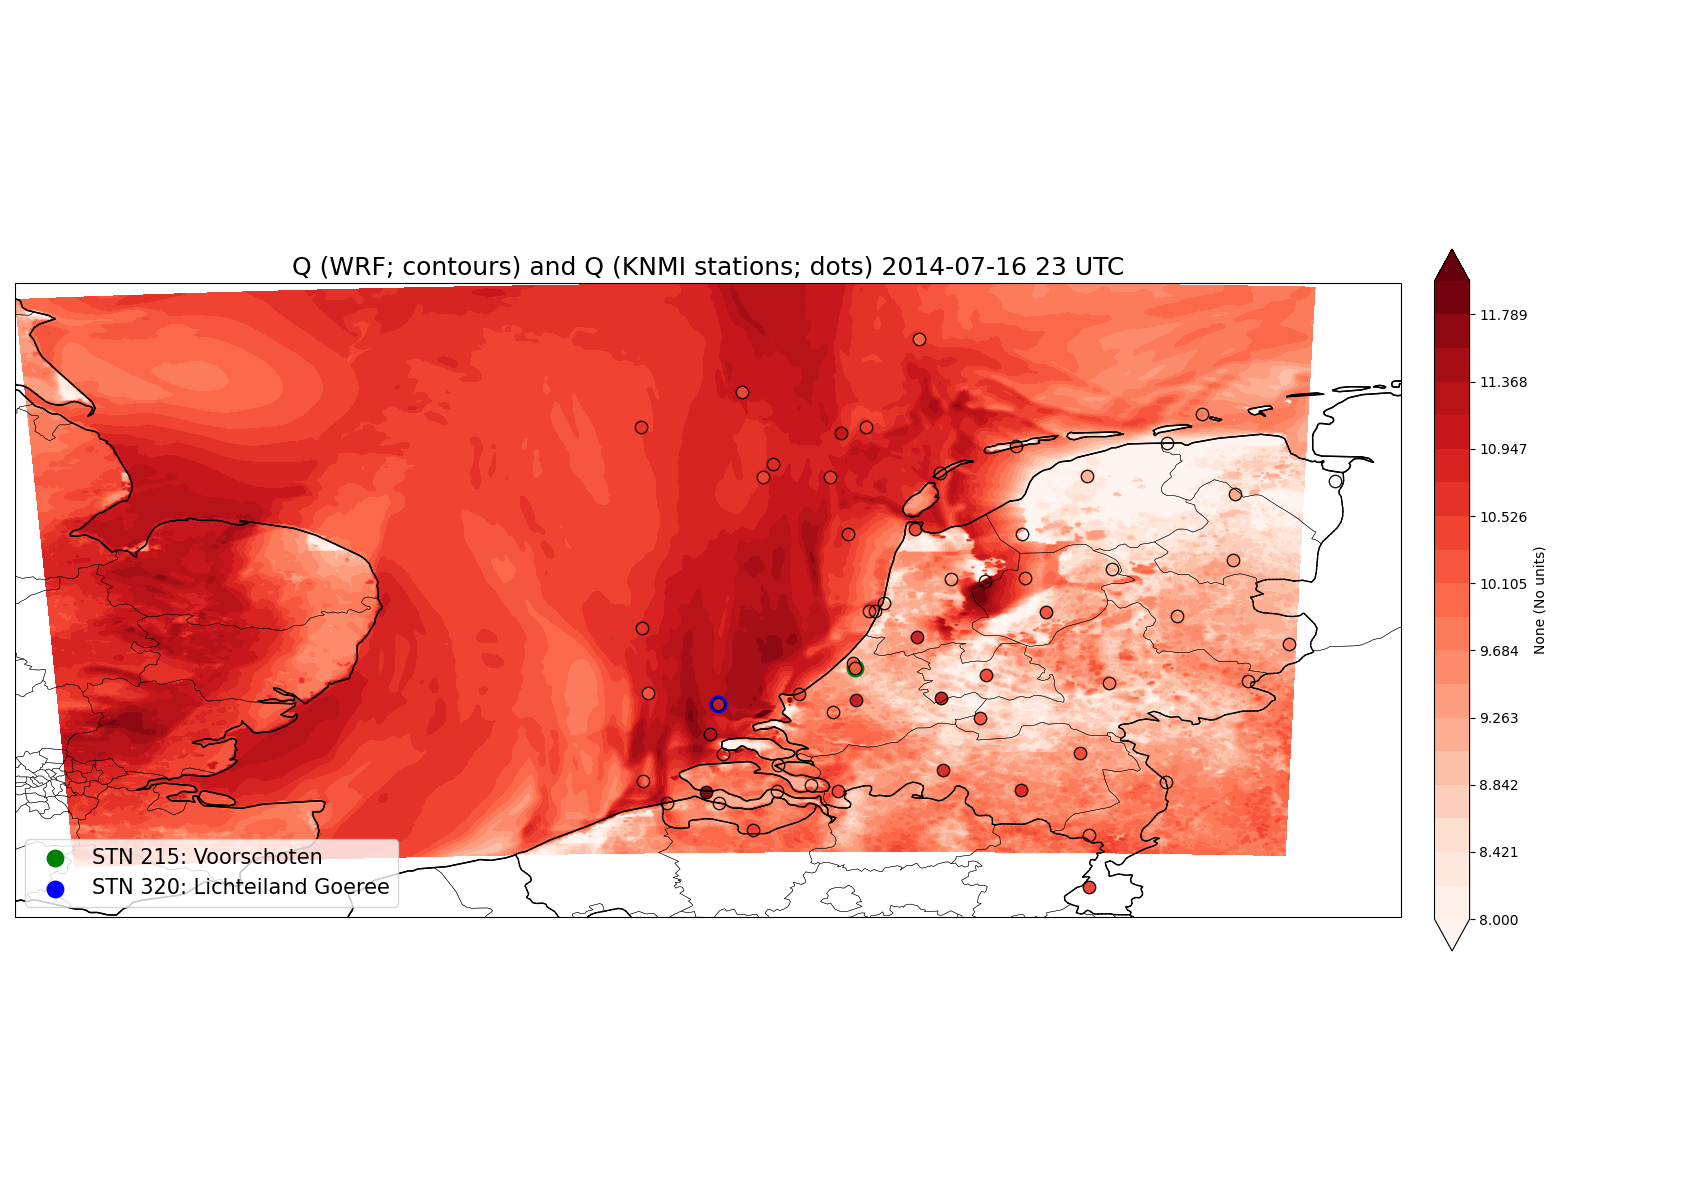 Q (WRF; contours) and Q (KNMI stations; dots) 2014-07-16 23 UTC
11.789
11.368
10.947
10.526
10.105
9.684
9.263
8.842
8.421
8.000
None (No units)
STN 215: Voorschoten
STN 320: Lichteiland Goeree